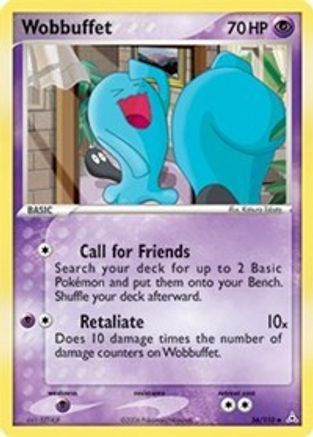 Wobbuffet 70 HP
BASIC
Call for Friends
Search your deck for up to 2 Basic
Pokémon and put them onto your Bench.
Shuffle your deck afterward.
Retaliate 10x
Does 10 damage times the number of
damage counters on Wobbuffet.
weakness resistance retreat cost